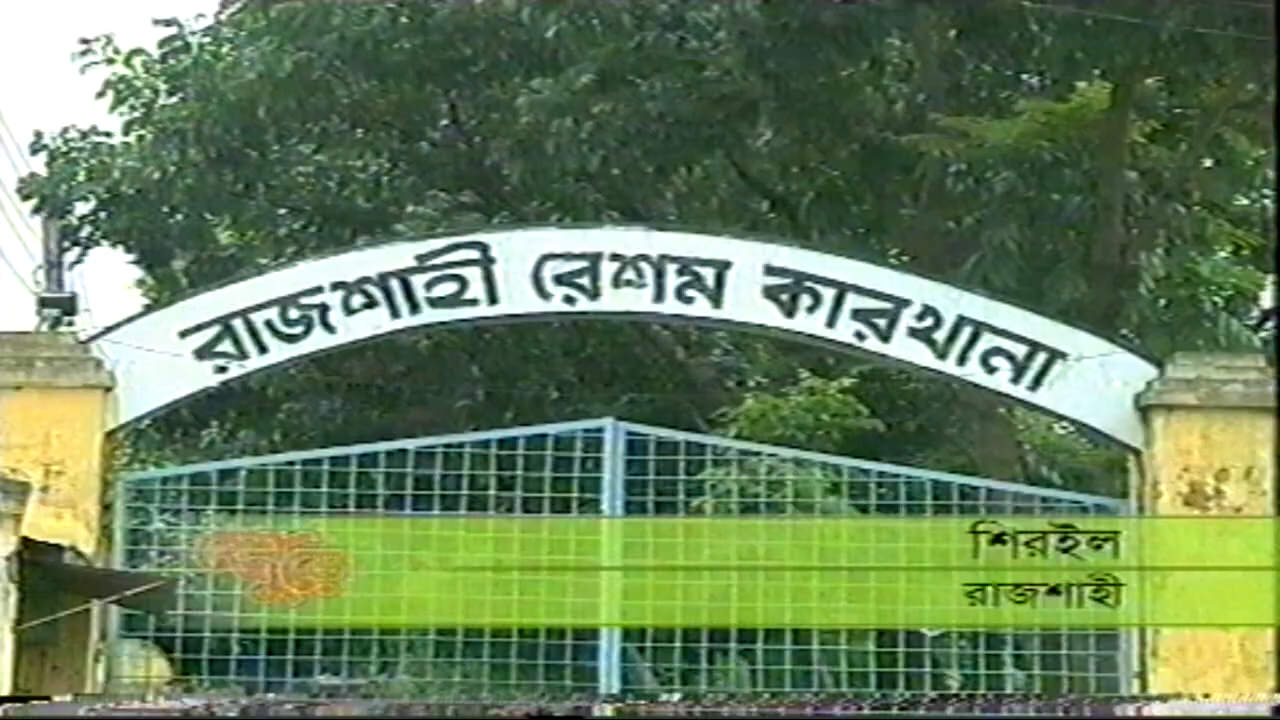 রাজশাহী রেশম কারখানা
শিরইল
রাজশাহী